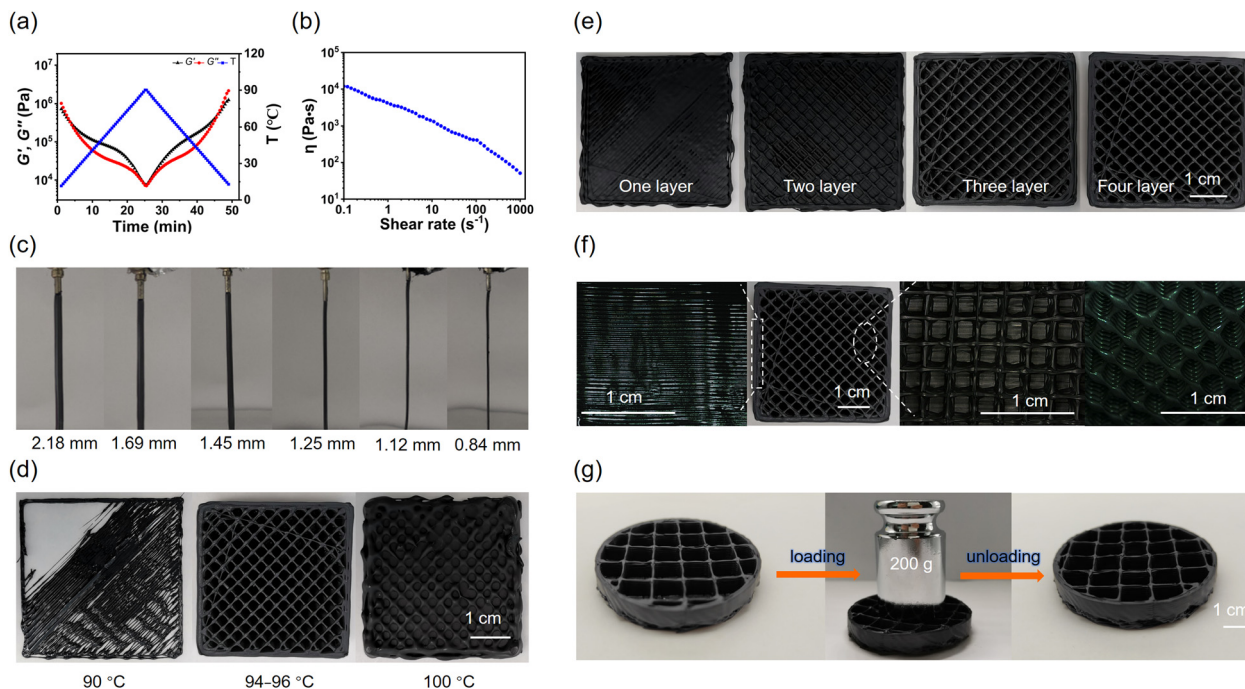 (a)
G′ G″ T
10⁷
10⁶
10⁵
10⁴
G′, G″ (Pa)
120
90
60
30
0
T (℃)
0 10 20 30 40 50
Time (min)
(b)
10⁵
10⁴
10³
10²
10¹
η (Pa•s)
0.1 1 10 100 1000
Shear rate (s⁻¹)
(c)
2.18 mm 1.69 mm 1.45 mm 1.25 mm 1.12 mm 0.84 mm
(d)
1 cm
90 °C 94–96 °C 100 °C
(e)
One layer Two layer Three layer Four layer
1 cm
(f)
1 cm 1 cm 1 cm 1 cm
(g)
loading 200 g unloading
1 cm